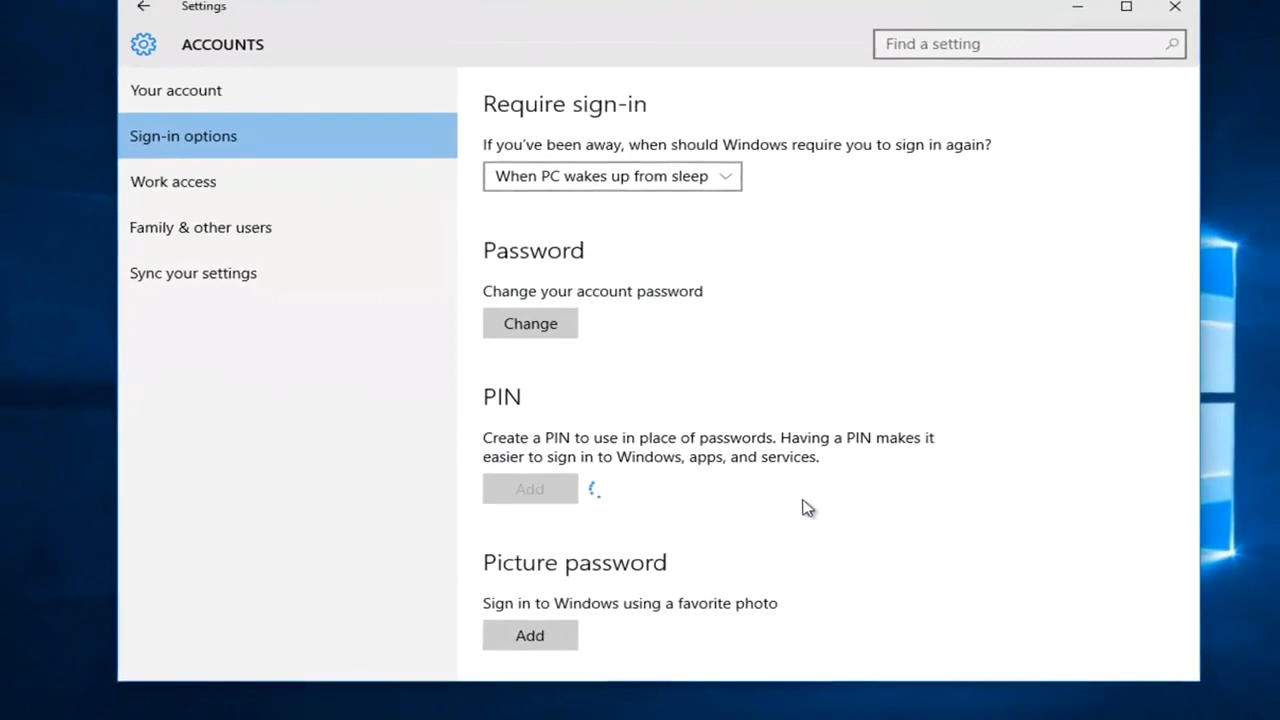 Settings
ACCOUNTS
Find a setting
Your account
Sign-in options
Work access
Family & other users
Sync your settings
Require sign-in
If you've been away, when should Windows require you to sign in again?
When PC wakes up from sleep
Password
Change your account password
Change
PIN
Create a PIN to use in place of passwords. Having a PIN makes it
easier to sign in to Windows, apps, and services.
Add
Picture password
Sign in to Windows using a favorite photo
Add